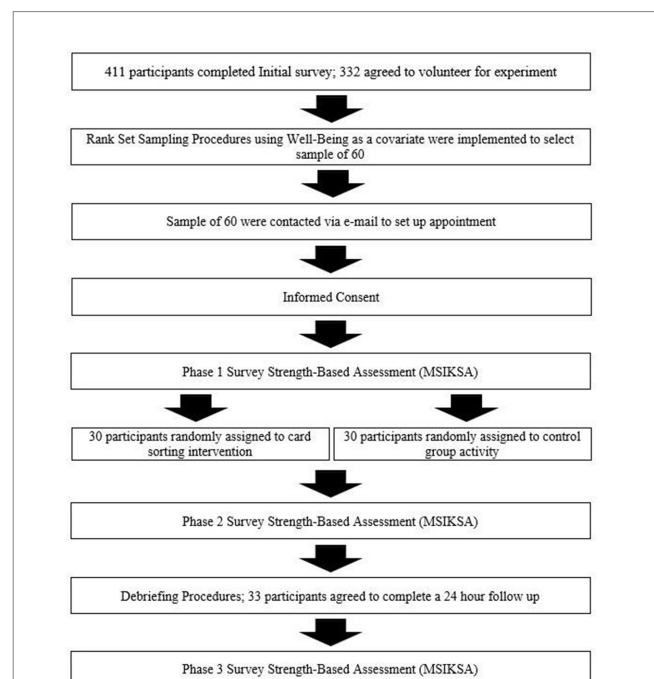 411 participants completed Initial survey; 332 agreed to volunteer for experiment
Rank Set Sampling Procedures using Well-Being as a covariate were implemented to select
sample of 60
Sample of 60 were contacted via e-mail to set up appointment
Informed Consent
Phase 1 Survey Strength-Based Assessment (MSIKSA)
30 participants randomly assigned to card
sorting intervention
30 participants randomly assigned to control
group activity
Phase 2 Survey Strength-Based Assessment (MSIKSA)
Debriefing Procedures; 33 participants agreed to complete a 24 hour follow up
Phase 3 Survey Strength-Based Assessment (MSIKSA)